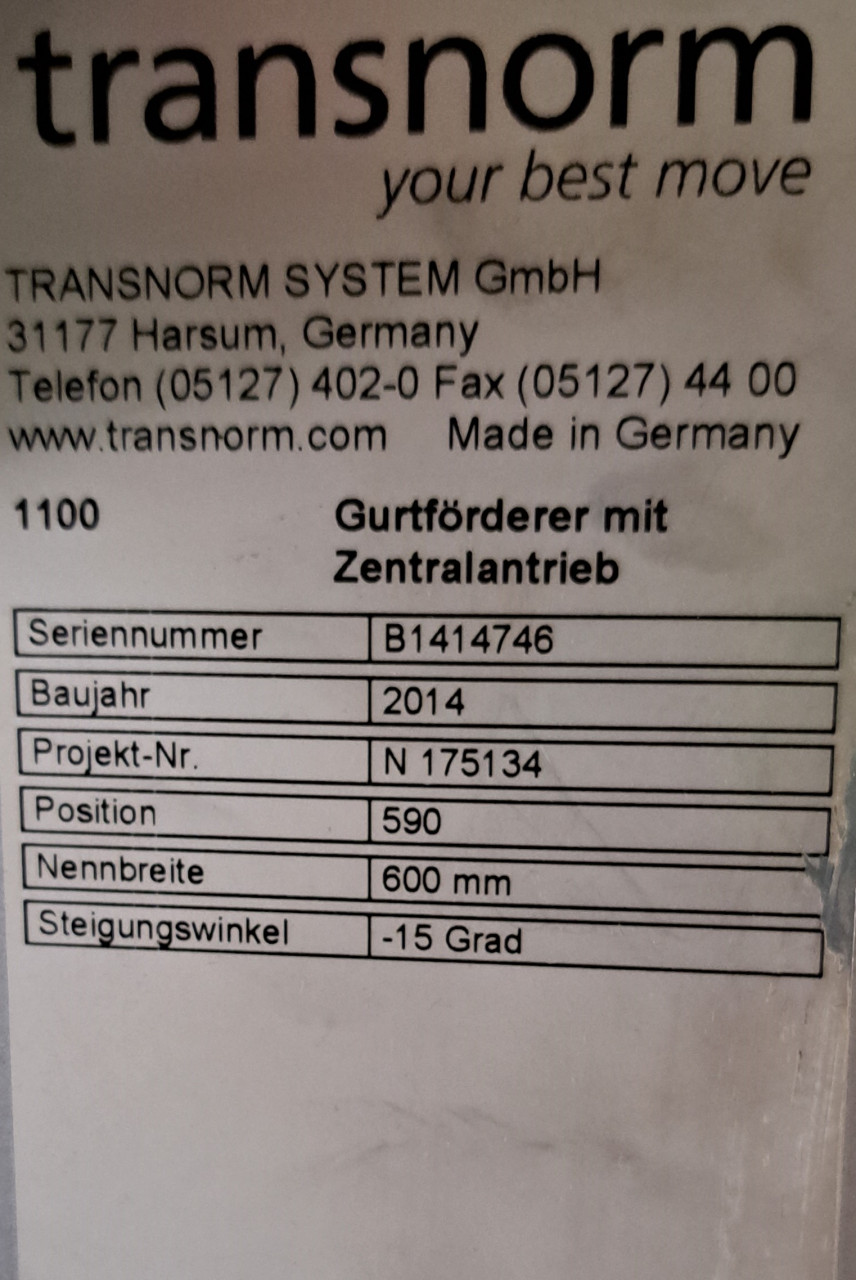 transnorm
your best move
TRANSNORM SYSTEM GmbH
31177 Harsum, Germany
Telefon (05127) 402-0 Fax (05127) 44 00
www.transnorm.com Made in Germany
1100 Gurtförderer mit
Zentralantrieb
Seriennummer B1414746
Baujahr 2014
Projekt-Nr. N 175134
Position 590
Nennbreite 600 mm
Steigungswinkel -15 Grad